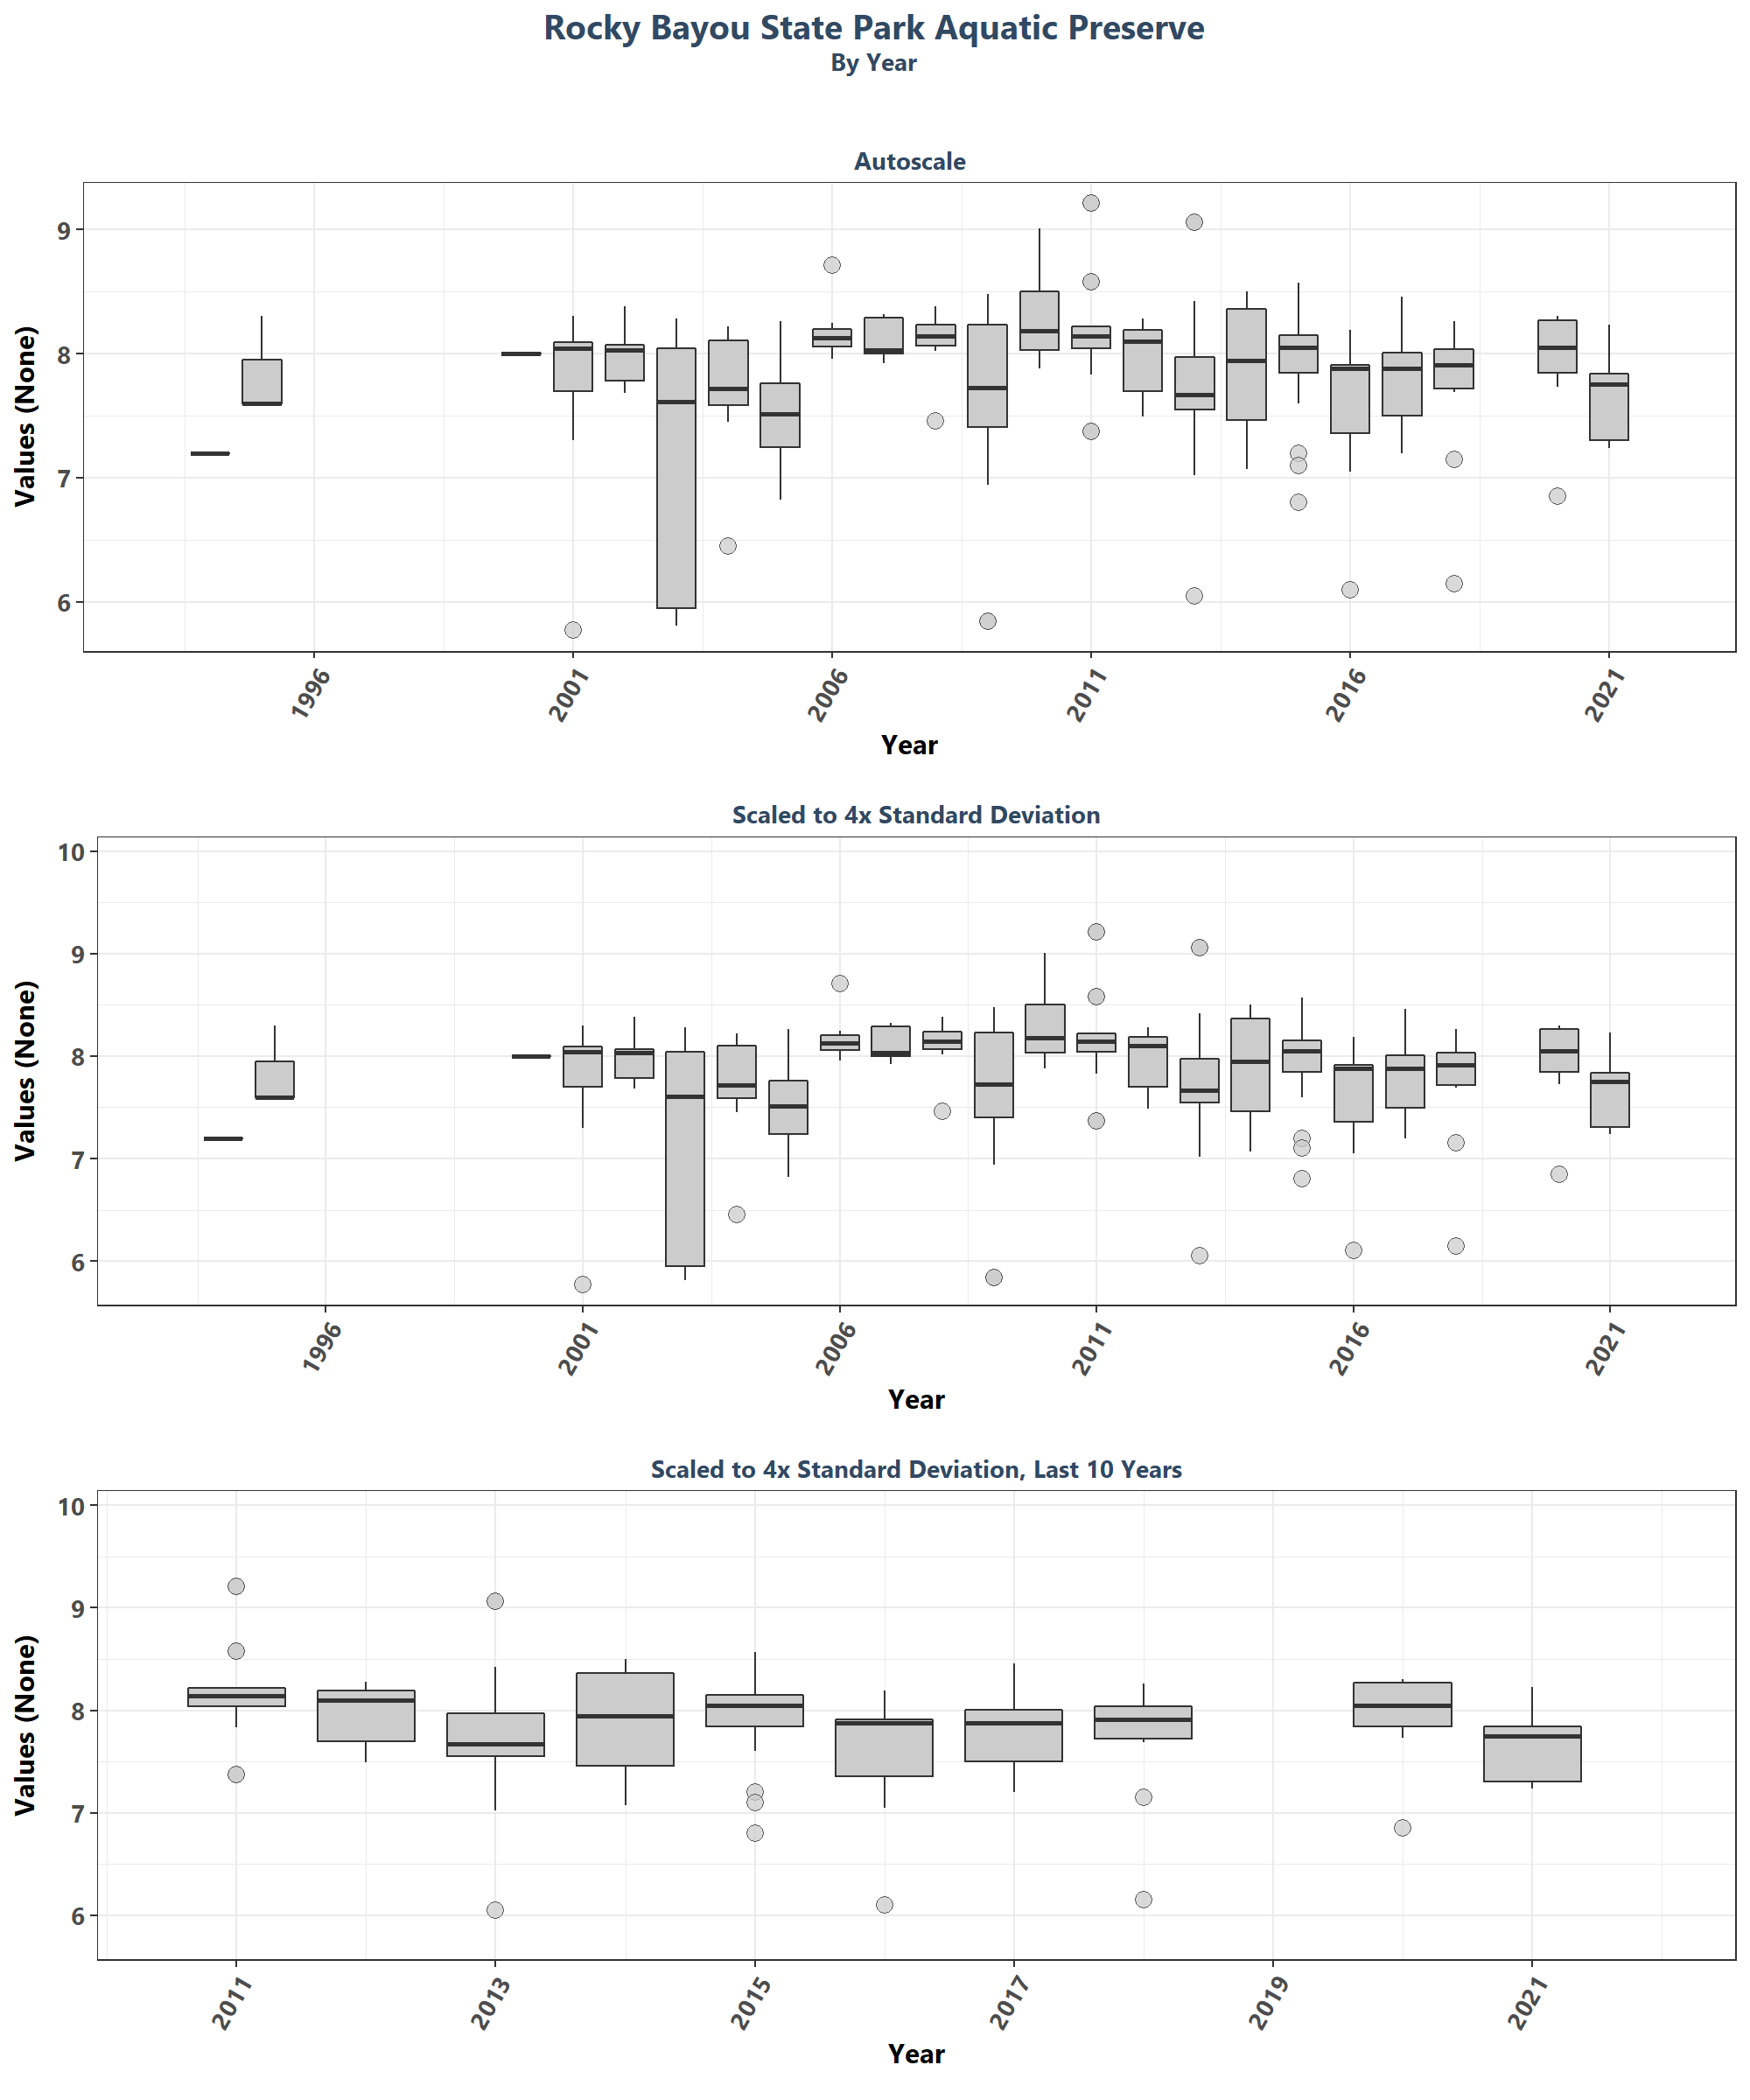 Rocky Bayou State Park Aquatic Preserve
By Year
Autoscale
Values (None)
9
8
7
6
1996 2001 2006 2011 2016 2021
Year
Scaled to 4x Standard Deviation
Values (None)
10
9
8
7
6
1996 2001 2006 2011 2016 2021
Year
Scaled to 4x Standard Deviation, Last 10 Years
Values (None)
10
9
8
7
6
2011 2013 2015 2017 2019 2021
Year